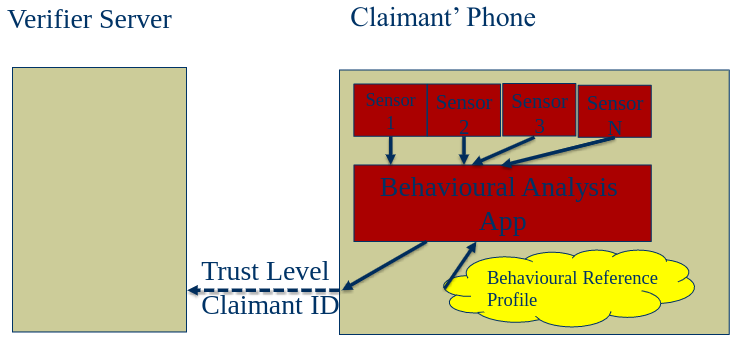 Verifier Server
Claimant’ Phone
Sensor
1
Sensor
2
Sensor
3
Sensor
N
Behavioural Analysis
App
Trust Level
Claimant ID
Behavioural Reference
Profile